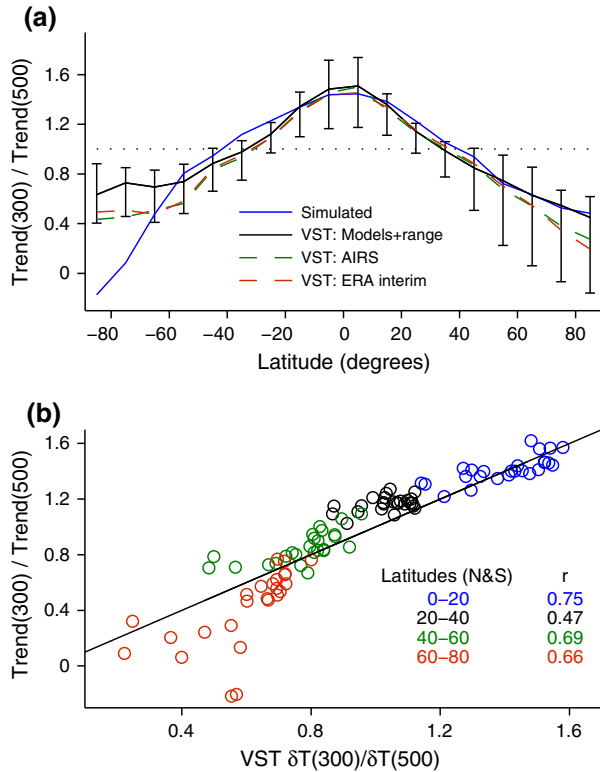 (a)
Trend(300) / Trend(500)
1.6
1.2
0.8
0.4
0
Simulated
VST: Models+range
VST: AIRS
VST: ERA interim
−80 −60 −40 −20 0 20 40 60 80
Latitude (degrees)
(b)
Trend(300) / Trend(500)
1.6
1.2
0.8
0.4
0
Latitudes (N&S) r
0−20 0.75
20−40 0.47
40−60 0.69
60−80 0.66
0.4 0.8 1.2 1.6
VST δT(300)/δT(500)